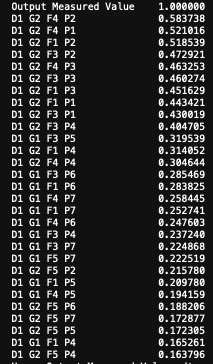 Output Measured Value 1.000000
D1 G2 F4 P2 0.583738
D1 G2 F4 P1 0.521016
D1 G2 F1 P2 0.518539
D1 G2 F3 P2 0.472921
D1 G2 F4 P3 0.463253
D1 G2 F3 P3 0.460274
D1 G2 F1 P3 0.451629
D1 G2 F1 P1 0.443421
D1 G2 F3 P1 0.430019
D1 G2 F3 P4 0.404705
D1 G2 F3 P5 0.319539
D1 G2 F1 P4 0.314052
D1 G2 F4 P4 0.304644
D1 G1 F3 P6 0.285469
D1 G1 F1 P6 0.283825
D1 G1 F4 P7 0.258445
D1 G1 F1 P7 0.252741
D1 G1 F4 P6 0.247603
D1 G1 F3 P4 0.237240
D1 G1 F3 P7 0.224868
D1 G1 F3 P5 0.222519
D1 G2 F5 P2 0.215780
D1 G1 F1 P5 0.209780
D1 G1 F4 P5 0.194159
D1 G2 F5 P6 0.188206
D1 G2 F5 P7 0.172877
D1 G2 F5 P5 0.172305
D1 G1 F1 P4 0.165261
D1 G2 F5 P4 0.163796